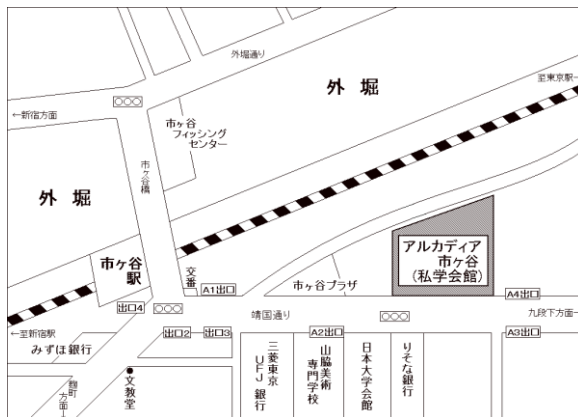 外堀通り
外 堀
至東京駅→
←新宿方面
市ヶ谷
フィッシング
センター
市ヶ谷橋
外 堀
アルカディア
市ヶ谷
(私学会館)
市ヶ谷
駅
交番
A1出口
市ヶ谷プラザ
A4出口
出口4
靖国通り
九段下方面→
←至新宿駅
出口2
出口3
A2出口
A3出口
みずほ銀行
麹町
方面→
文教堂
三菱東京
UFJ 銀行
山脇美術
専門学校
日本大学会館
りそな銀行